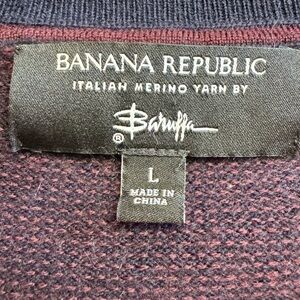 BANANA REPUBLIC
ITALIAN MERINO YARN BY
Baruffa
®
L
MADE IN
CHINA